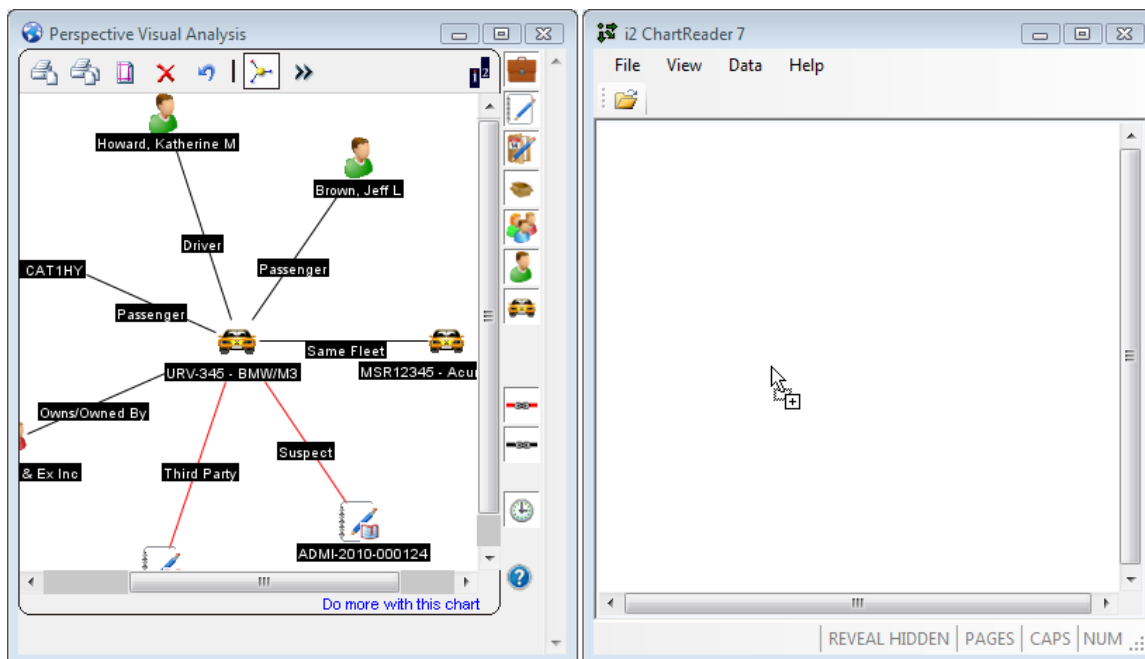 Perspective Visual Analysis
Howard, Katherine M
Brown, Jeff L
Driver
Passenger
CAT1HY
Passenger
Same Fleet
URV-345 - BMW/M3
MSR12345 - Acur
Owns/Owned By
Suspect
& Ex Inc
Third Party
ADMI-2010-000124
Do more with this chart
i2 ChartReader 7
File View Data Help
REVEAL HIDDEN PAGES CAPS NUM